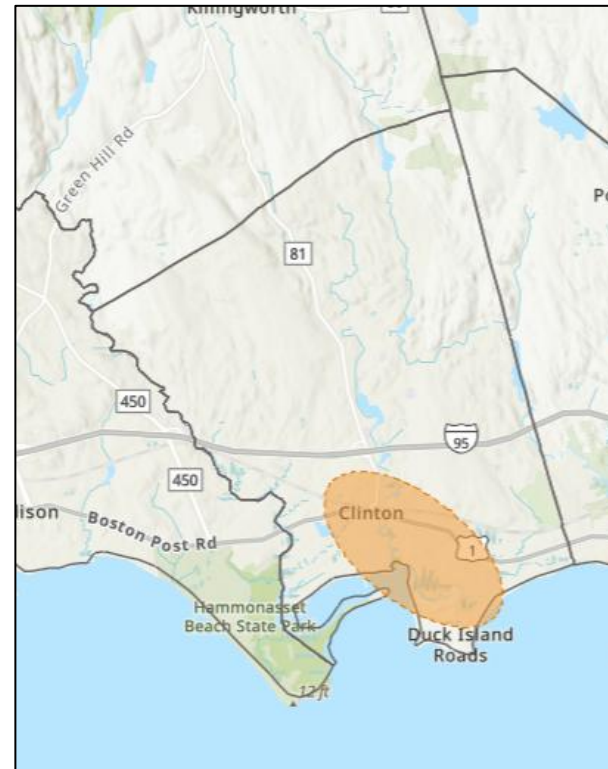 Killingworth
Green Hill Rd
81
450
95
450
Clinton
lison
Boston Post Rd
1
Hammonasset
Beach State Park
Duck Island
Roads
12 ft